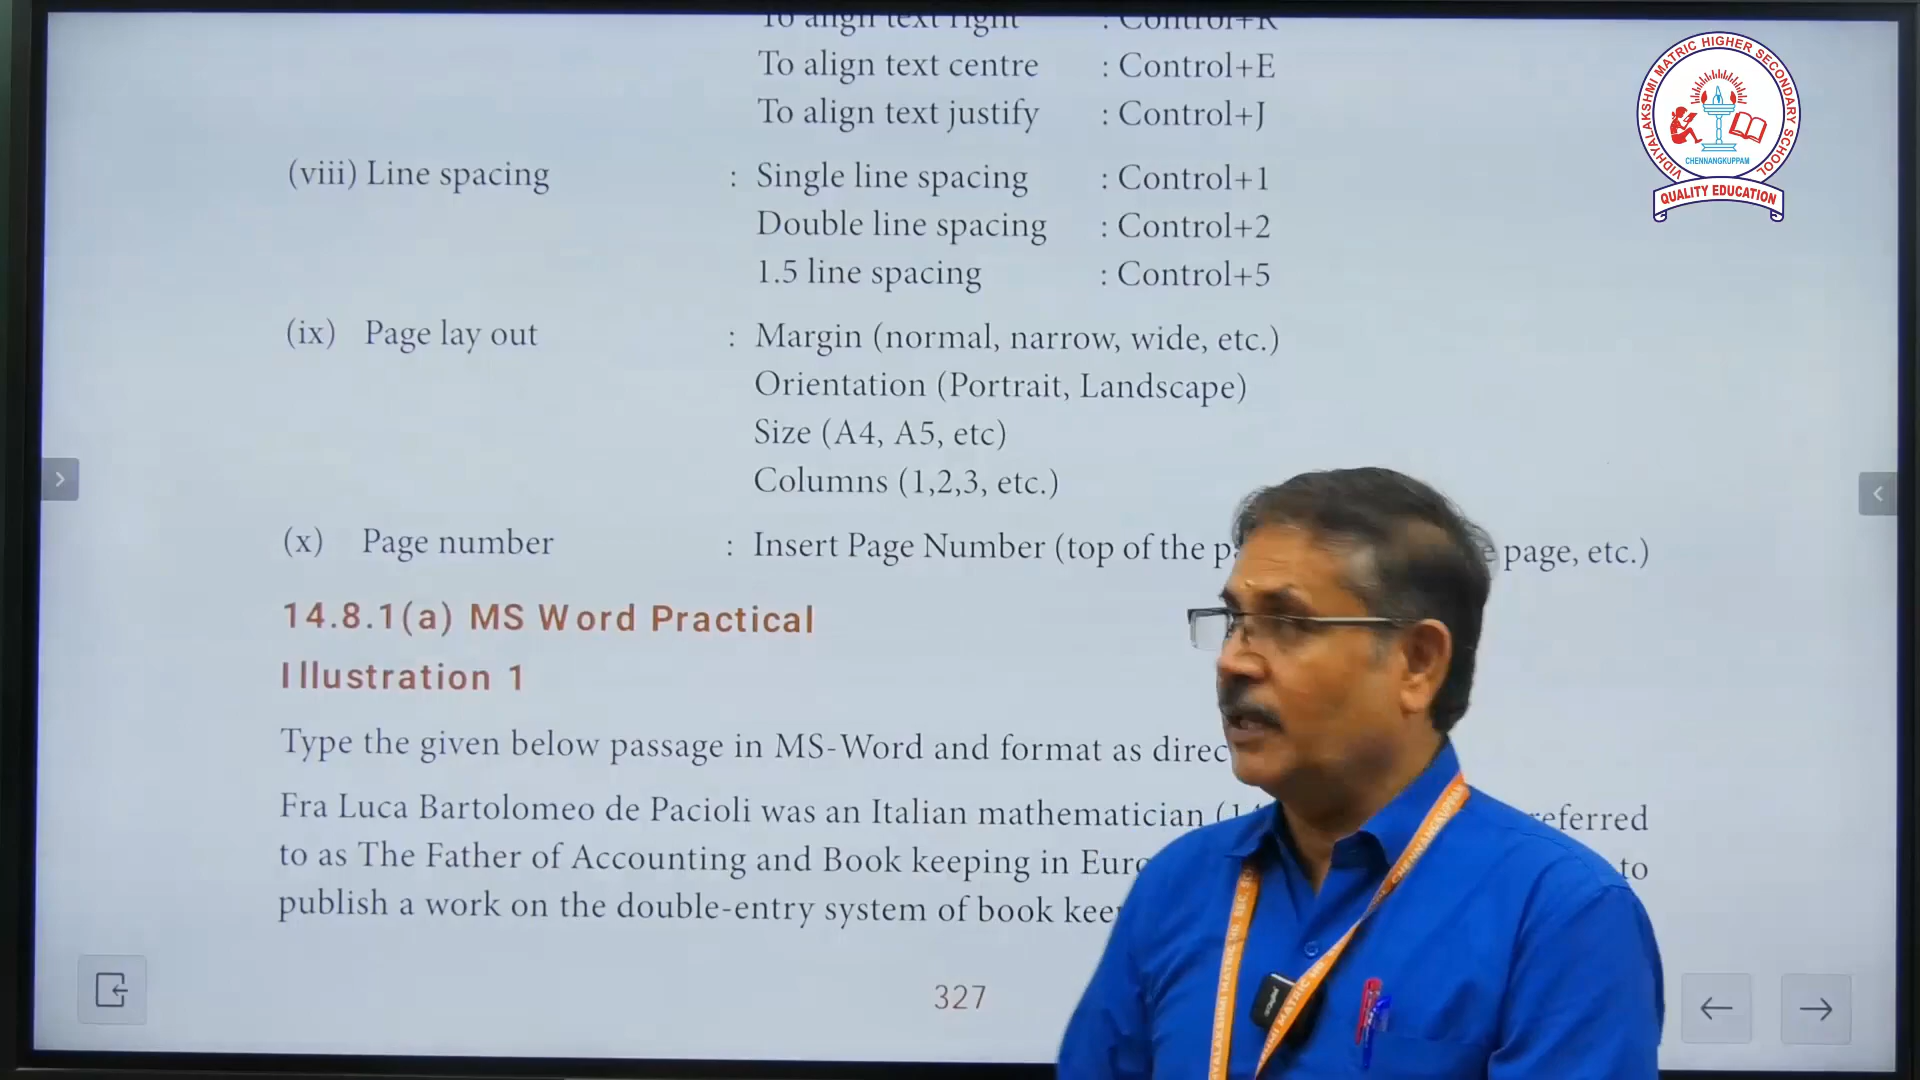 To align text right : Control+R
To align text centre : Control+E
To align text justify : Control+J
(viii) Line spacing : Single line spacing : Control+1
Double line spacing : Control+2
1.5 line spacing : Control+5
(ix) Page lay out : Margin (normal, narrow, wide, etc.)
Orientation (Portrait, Landscape)
Size (A4, A5, etc)
Columns (1,2,3, etc.)
(x) Page number : Insert Page Number (top of the page, etc.)
14.8.1(a) MS Word Practical
Illustration 1
Type the given below passage in MS-Word and format as
Fra Luca Bartolomeo de Pacioli was an Italian mathematician
to as The Father of Accounting and Book keeping in to
publish a work on the double-entry system of book
327
VIDHYALAKSHMI MATRIC HIGHER SECONDARY SCHOOL
CHENNANGKUPPAM
QUALITY EDUCATION